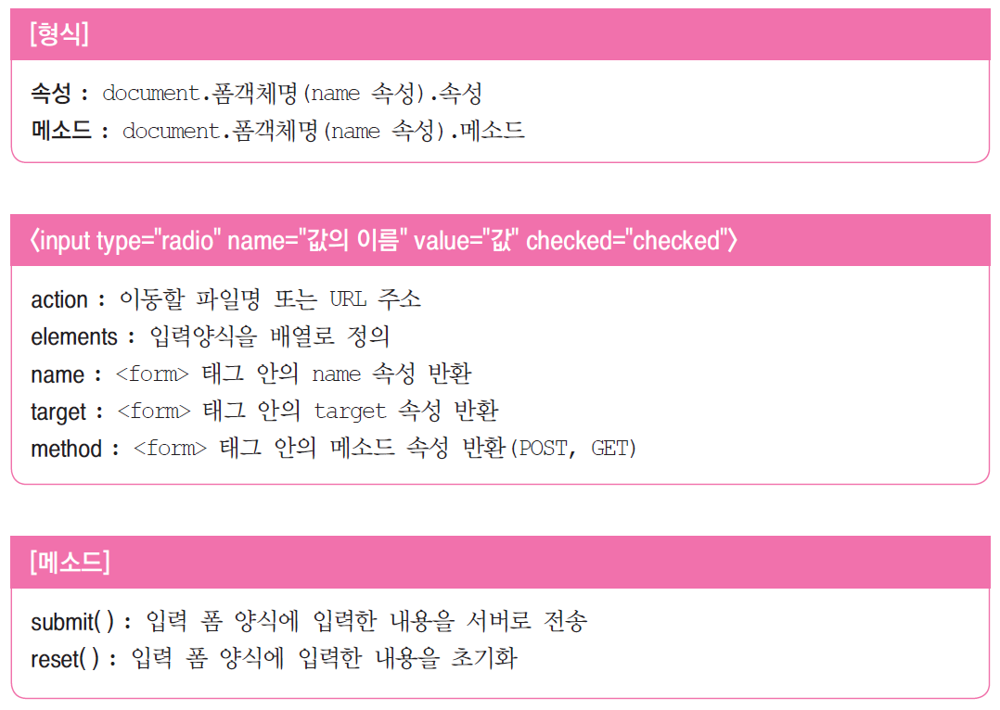 [형식]
속성 : document.폼객체명(name 속성).속성
메소드 : document.폼객체명(name 속성).메소드
<input type="radio" name="값의 이름" value="값" checked="checked">
action : 이동할 파일명 또는 URL 주소
elements : 입력양식을 배열로 정의
name : <form> 태그 안의 name 속성 반환
target : <form> 태그 안의 target 속성 반환
method : <form> 태그 안의 메소드 속성 반환(POST, GET)
[메소드]
submit( ) : 입력 폼 양식에 입력한 내용을 서버로 전송
reset( ) : 입력 폼 양식에 입력한 내용을 초기화